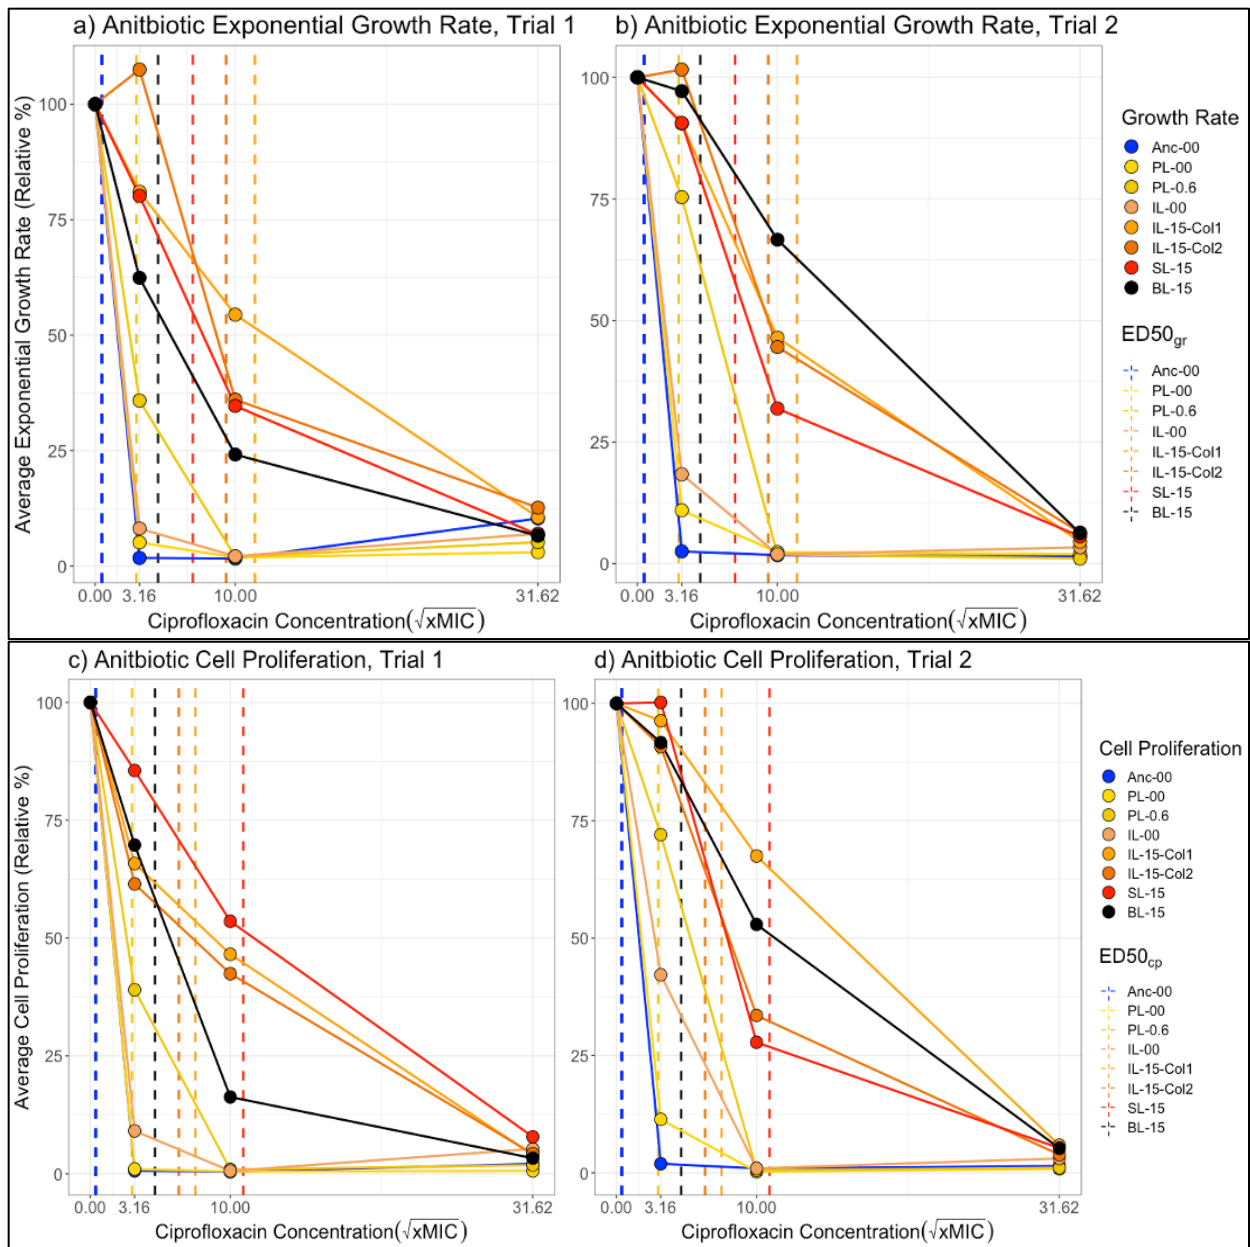 a) Anitbiotic Exponential Growth Rate, Trial 1
Average Exponential Growth Rate (Relative %)
100
75
50
25
0
0.00 3.16 10.00 31.62
Ciprofloxacin Concentration(√xMIC)
b) Anitbiotic Exponential Growth Rate, Trial 2
100
75
50
25
0
0.00 3.16 10.00 31.62
Ciprofloxacin Concentration(√xMIC)
Growth Rate
Anc-00
PL-00
PL-0.6
IL-00
IL-15-Col1
IL-15-Col2
SL-15
BL-15
ED50gr
Anc-00
PL-00
PL-0.6
IL-00
IL-15-Col1
IL-15-Col2
SL-15
BL-15
c) Anitbiotic Cell Proliferation, Trial 1
Average Cell Proliferation (Relative %)
100
75
50
25
0
0.00 3.16 10.00 31.62
Ciprofloxacin Concentration(√xMIC)
d) Anitbiotic Cell Proliferation, Trial 2
100
75
50
25
0
0.00 3.16 10.00 31.62
Ciprofloxacin Concentration(√xMIC)
Cell Proliferation
Anc-00
PL-00
PL-0.6
IL-00
IL-15-Col1
IL-15-Col2
SL-15
BL-15
ED50cp
Anc-00
PL-00
PL-0.6
IL-00
IL-15-Col1
IL-15-Col2
SL-15
BL-15